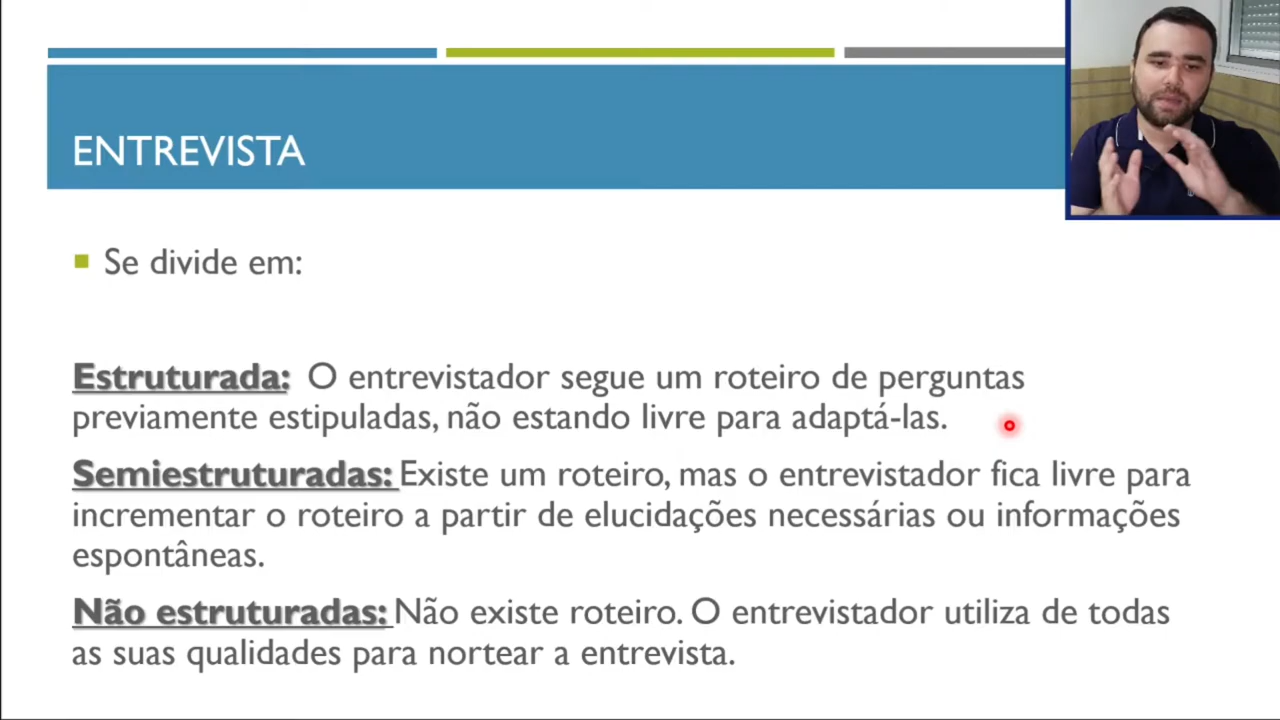 ENTREVISTA
Se divide em:
Estruturada: O entrevistador segue um roteiro de perguntas
previamente estipuladas, não estando livre para adaptá-las.
Semiestruturadas: Existe um roteiro, mas o entrevistador fica livre para
incrementar o roteiro a partir de elucidações necessárias ou informações
espontâneas.
Não estruturadas: Não existe roteiro. O entrevistador utiliza de todas
as suas qualidades para nortear a entrevista.